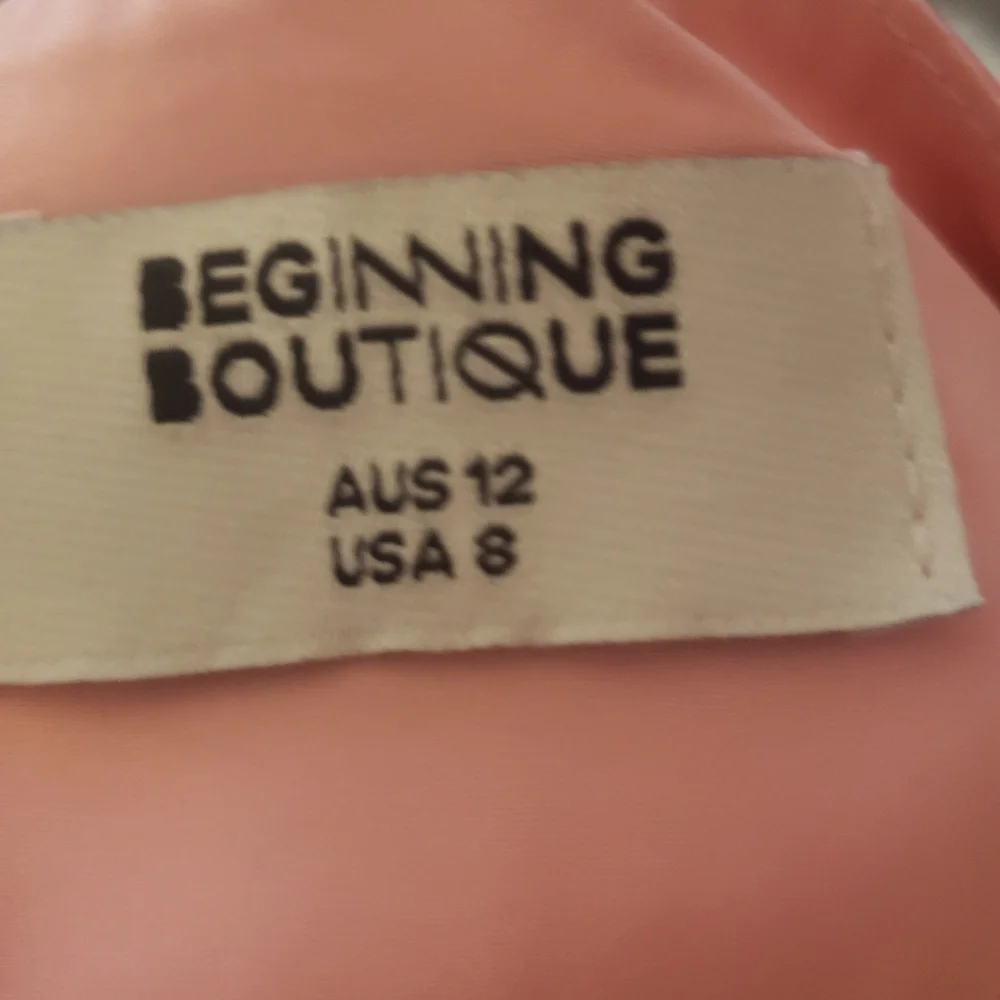 BEGINNING
BOUTIQUE
AUS 12
USA 8